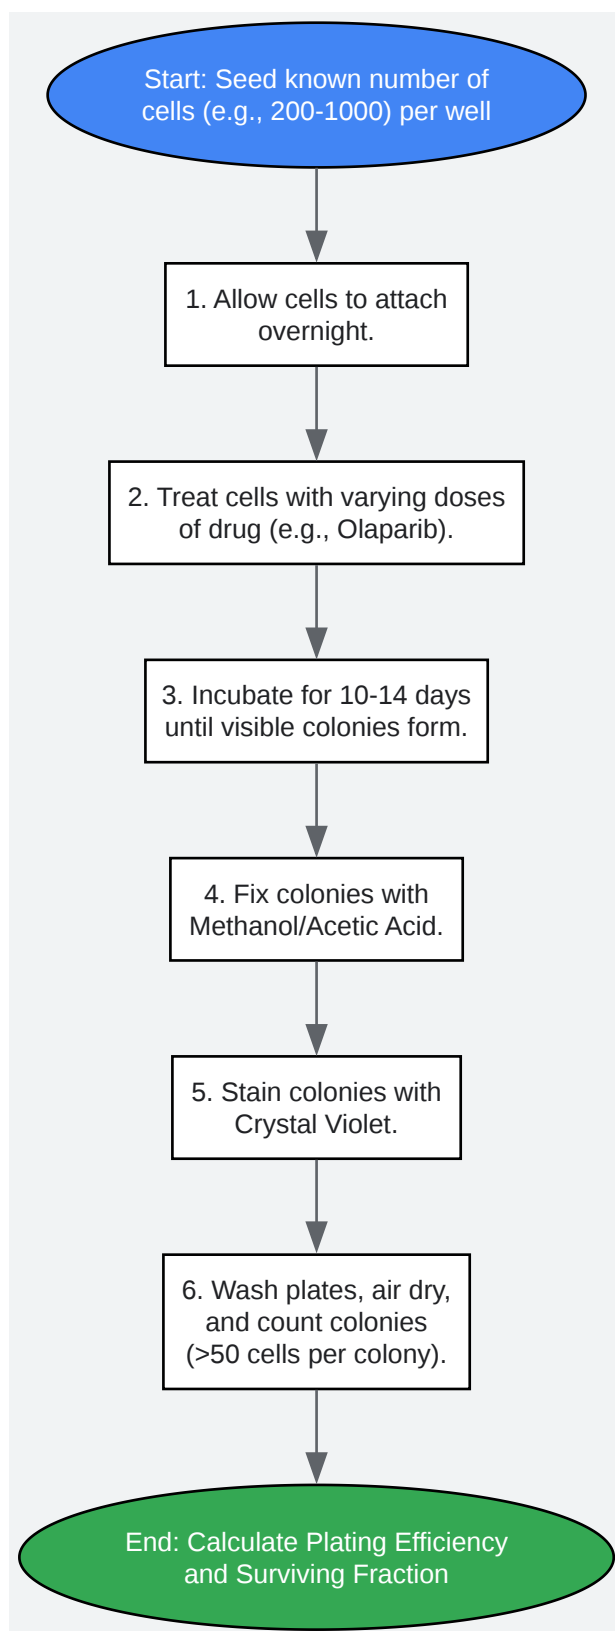 Start: Seed known number of
cells (e.g., 200-1000) per well
1. Allow cells to attach
overnight.
2. Treat cells with varying doses
of drug (e.g., Olaparib).
3. Incubate for 10-14 days
until visible colonies form.
4. Fix colonies with
Methanol/Acetic Acid.
5. Stain colonies with
Crystal Violet.
6. Wash plates, air dry,
and count colonies
(>50 cells per colony).
End: Calculate Plating Efficiency
and Surviving Fraction